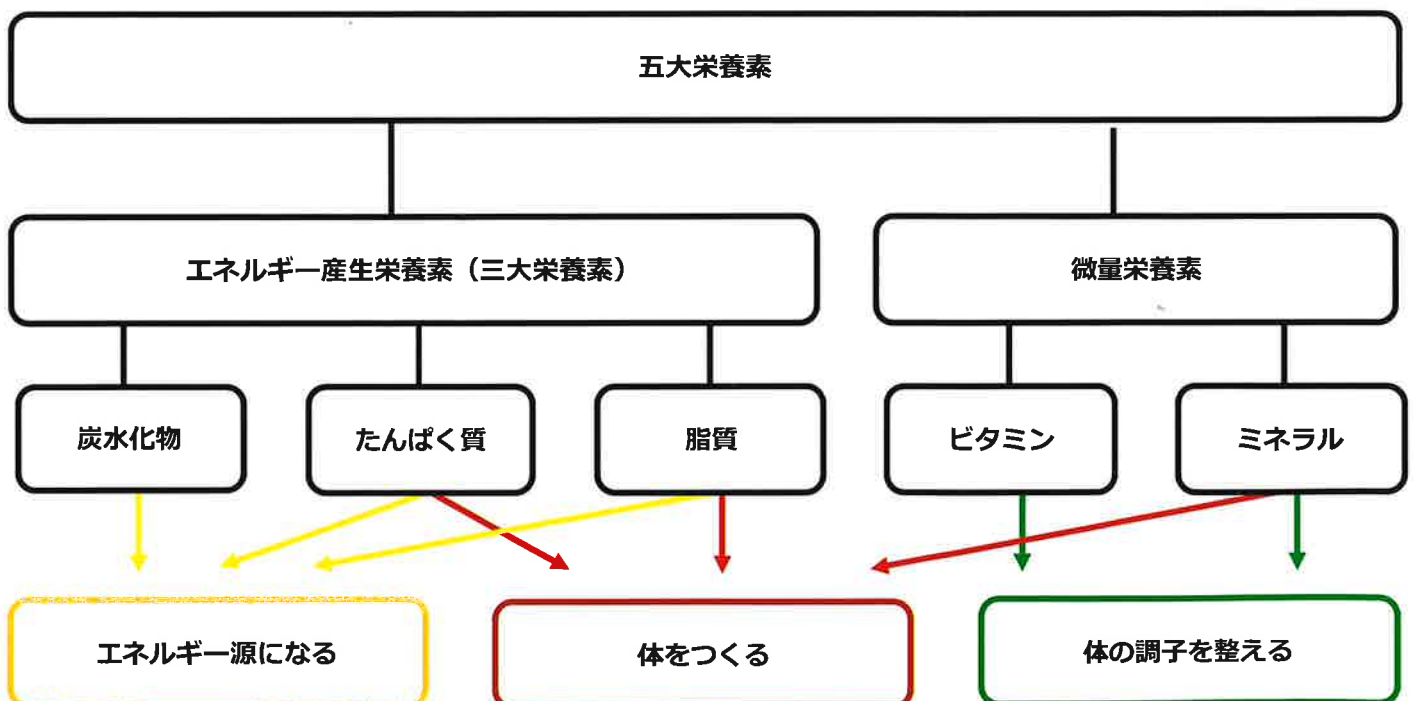 五大栄養素
エネルギー産生栄養素（三大栄養素）
微量栄養素
炭水化物
たんぱく質
脂質
ビタミン
ミネラル
エネルギー源になる
体をつくる
体の調子を整える